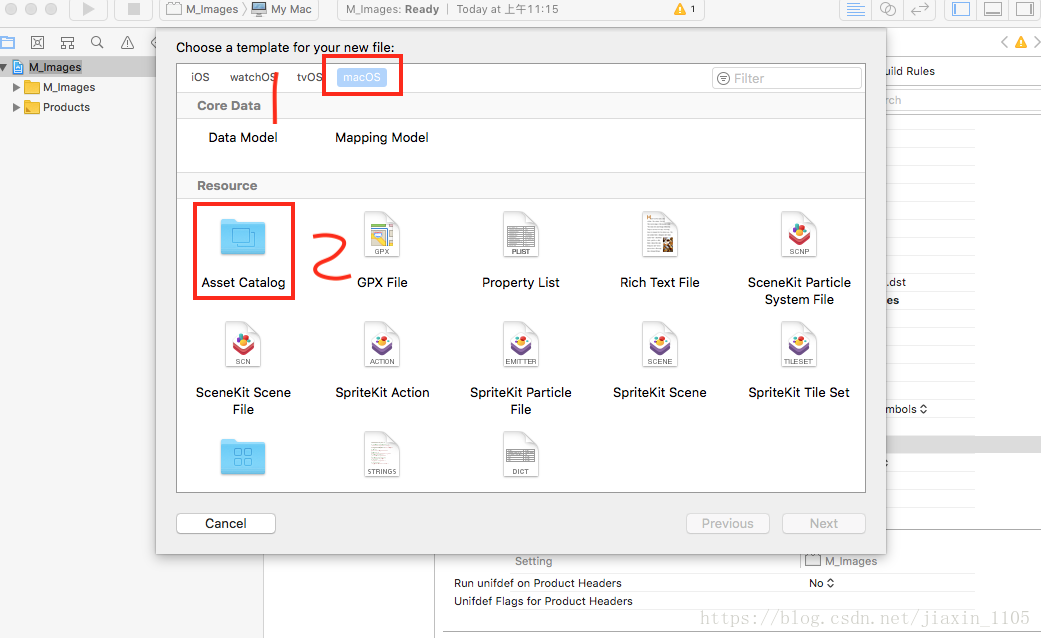 M_Images 〉 My Mac
M_Images: Ready | Today at 上午11:15
1
Choose a template for your new file:
iOS watchOS tvOS macOS
Filter
1
Core Data
Data Model Mapping Model
Resource
2
GPX
PLIST
SCNP
Asset Catalog GPX File Property List Rich Text File SceneKit Particle
System File
SCN
ACTION
EMITTER
SCENE
TILESET
SceneKit Scene SpriteKit Action SpriteKit Particle SpriteKit Scene SpriteKit Tile Set
File File
STRINGS
DICT
Cancel Previous Next
M_Images
M_Images
Products
uild Rules
rch
.dst
es
mbols
Setting M_Images
Run unifdef on Product Headers No
Unifdef Flags for Product Headers
https://blog.csdn.net/jiaxin_1105